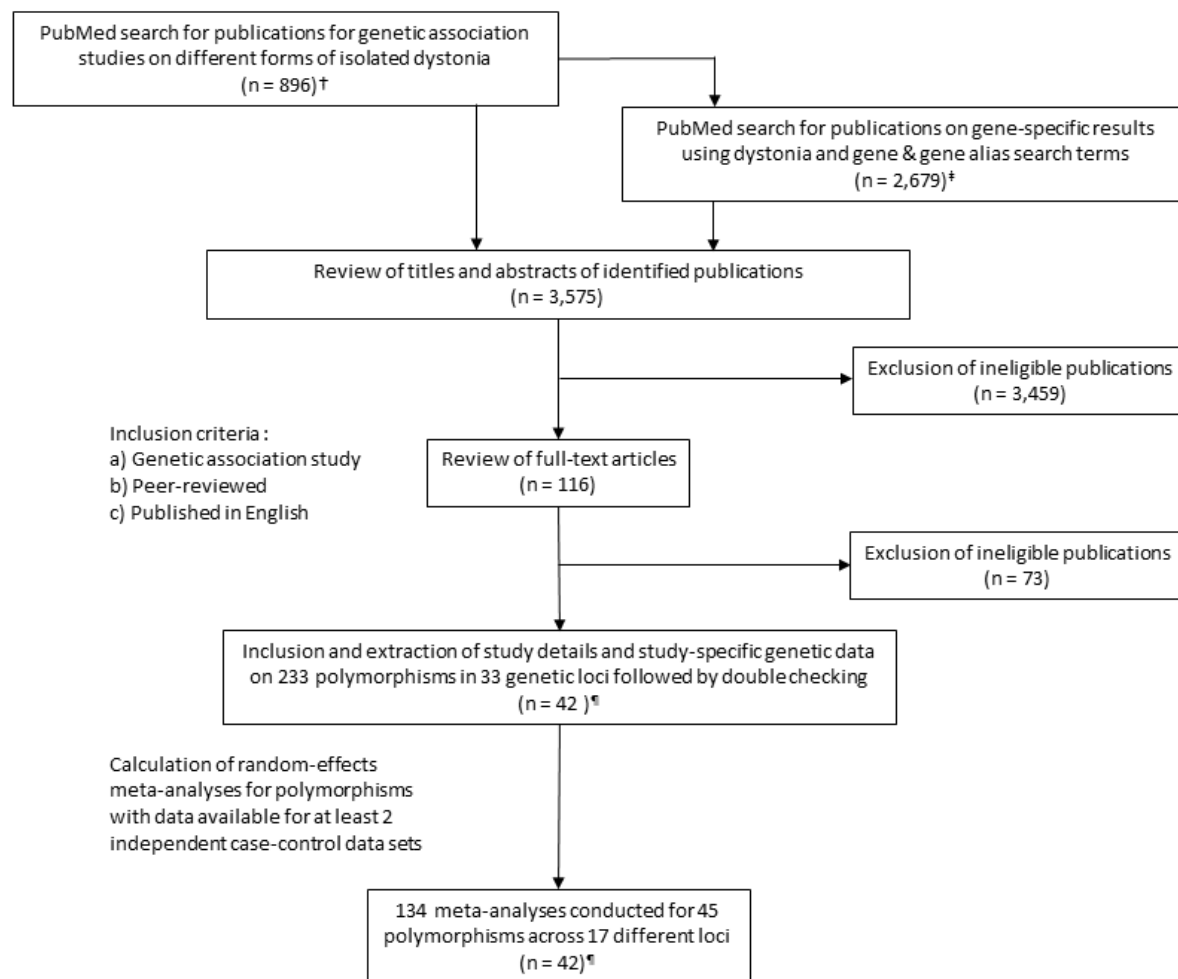 PubMed search for publications for genetic association
studies on different forms of isolated dystonia
(n = 896)†
PubMed search for publications on gene-specific results
using dystonia and gene & gene alias search terms
(n = 2,679)‡
Review of titles and abstracts of identified publications
(n = 3,575)
Exclusion of ineligible publications
(n = 3,459)
Inclusion criteria :
a) Genetic association study
b) Peer-reviewed
c) Published in English
Review of full-text articles
(n = 116)
Exclusion of ineligible publications
(n = 73)
Inclusion and extraction of study details and study-specific genetic data
on 233 polymorphisms in 33 genetic loci followed by double checking
(n = 42 )¶
Calculation of random-effects
meta-analyses for polymorphisms
with data available for at least 2
independent case-control data sets
134 meta-analyses conducted for 45
polymorphisms across 17 different loci
(n = 42)¶